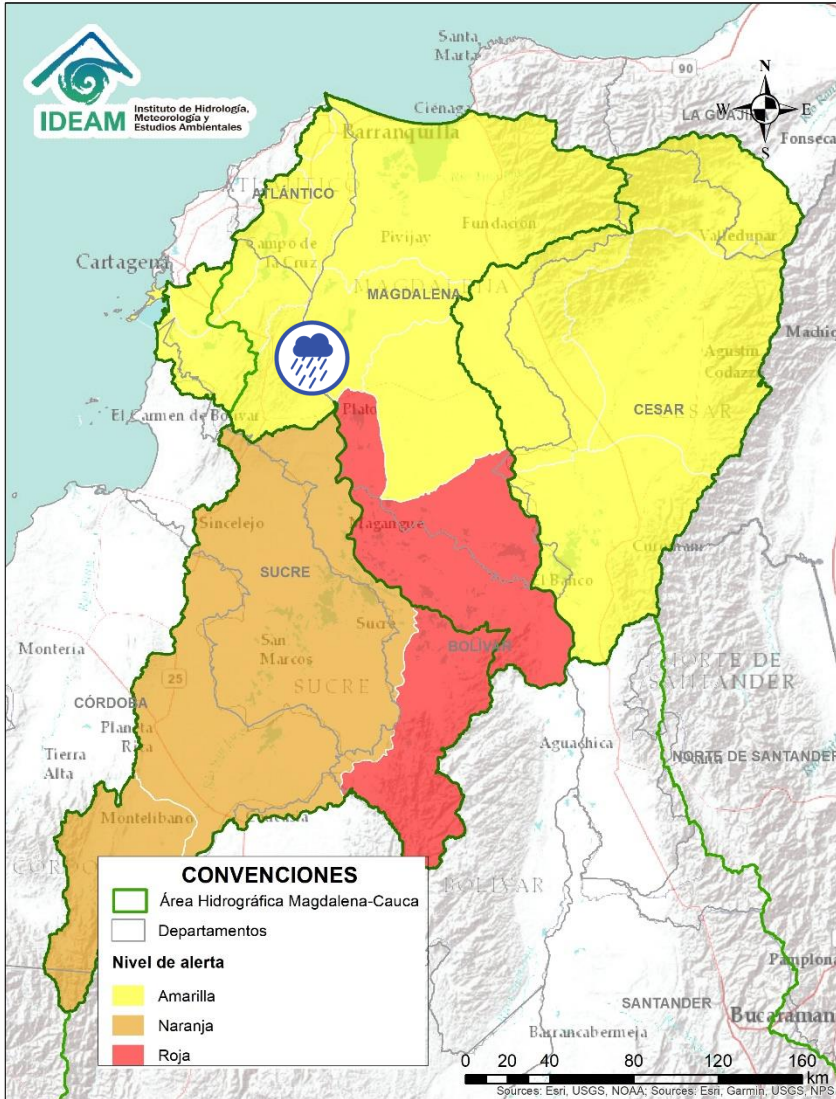 IDEAM
Instituto de Hidrología,
Meteorología y
Estudios Ambientales
Santa
Marta
90
N
W
E
S
Ciénaga
LA GUAJIRA
Barranquilla
Fonseca
ATLÁNTICO
Campo de
la Cruz
Pivijay
Fundación
Valledupar
Cartagena
MAGDALENA
Agustín
Codazzi
Plato
CESAR
El Carmen de Bolívar
Sincelejo
Magangué
SUCRE
El Banco
Sucre
Montería
San
Marcos
BOLÍVAR
NORTE DE
SANTANDER
25
SUCRE
CÓRDOBA
Planeta
Rica
Aguachica
Tierra
Alta
NORTE DE SANTANDER
Montelíbano
BOLÍVAR
CONVENCIONES
Área Hidrográfica Magdalena-Cauca
Departamentos
Nivel de alerta
Amarilla
Naranja
Roja
Pamplona
SANTANDER
Bucaraman
Barrancabermeja
0 20 40 80 120 160
km
Sources: Esri, USGS, NOAA; Sources: Esri, Garmin, USGS, NPS